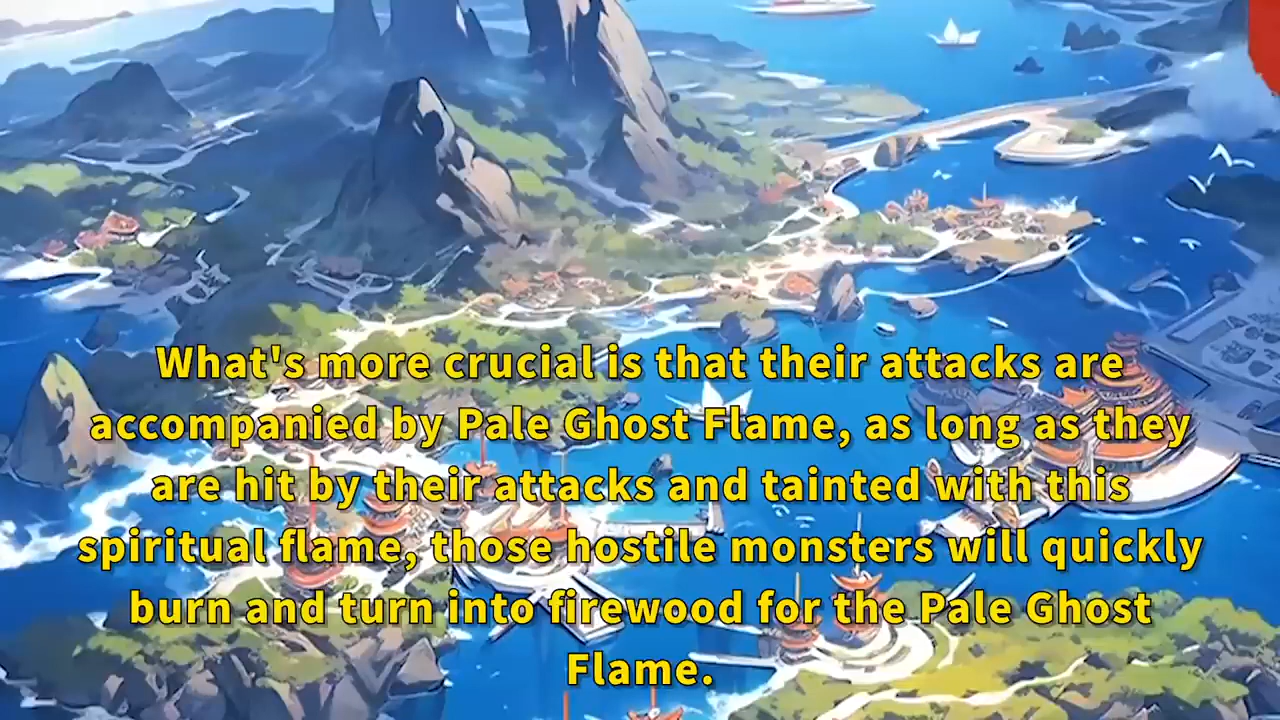 What's more crucial is that their attacks are
accompanied by Pale Ghost Flame, as long as they
are hit by their attacks and tainted with this
spiritual flame, those hostile monsters will quickly
burn and turn into firewood for the Pale Ghost
Flame.